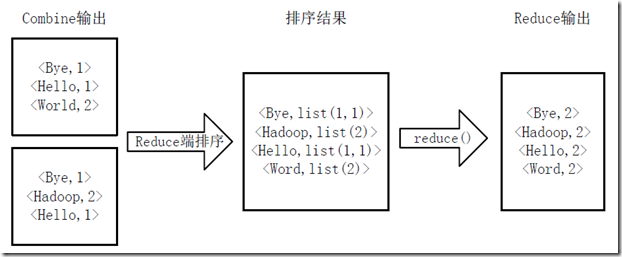 Combine输出
<Bye,1>
<Hello,1>
<World,2>
<Bye,1>
<Hadoop,2>
<Hello,1>
Reduce端排序
排序结果
<Bye,list(1,1)>
<Hadoop,list(2)>
<Hello,list(1,1)>
<Word,list(2)>
reduce()
Reduce输出
<Bye,2>
<Hadoop,2>
<Hello,2>
<Word,2>